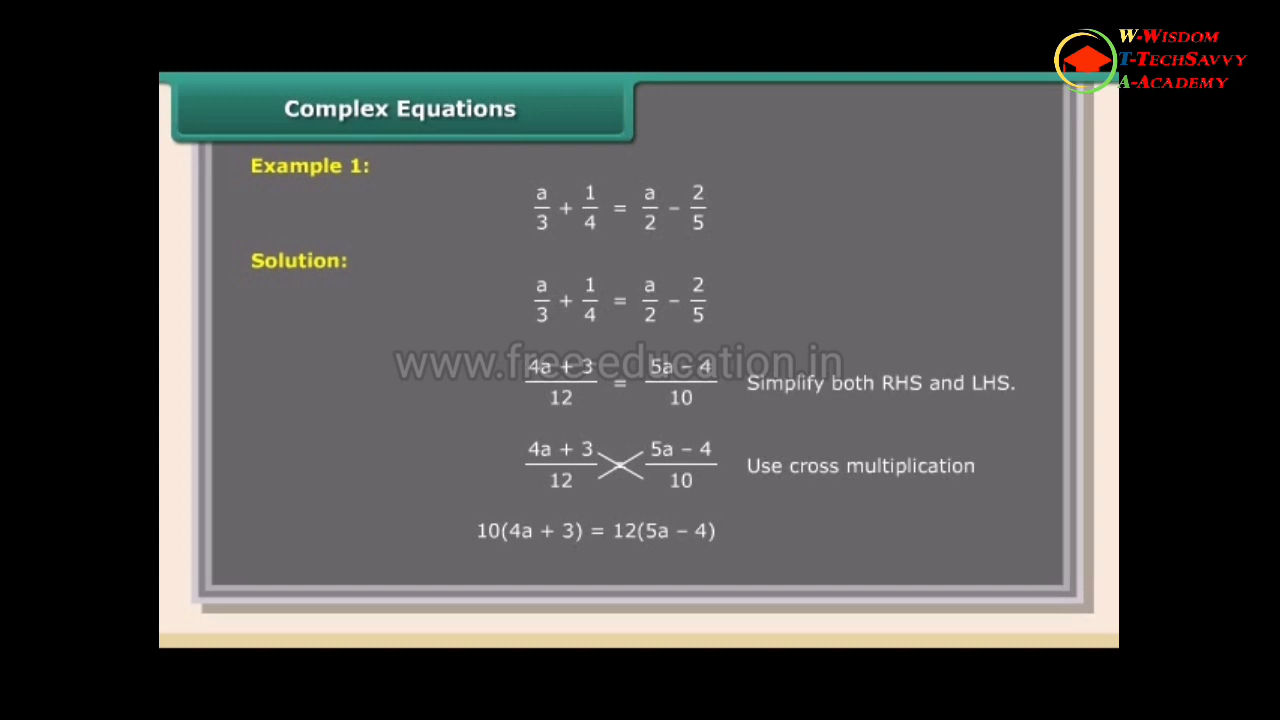 W-Wisdom
T-TechSavvy
A-Academy
Complex Equations
Example 1:
a/3 + 1/4 = a/2 – 2/5
Solution:
a/3 + 1/4 = a/2 – 2/5
www.free-education.in
(4a + 3)/12 = (5a – 4)/10 Simplify both RHS and LHS.
(4a + 3)/12 (5a – 4)/10 Use cross multiplication
10(4a + 3) = 12(5a – 4)